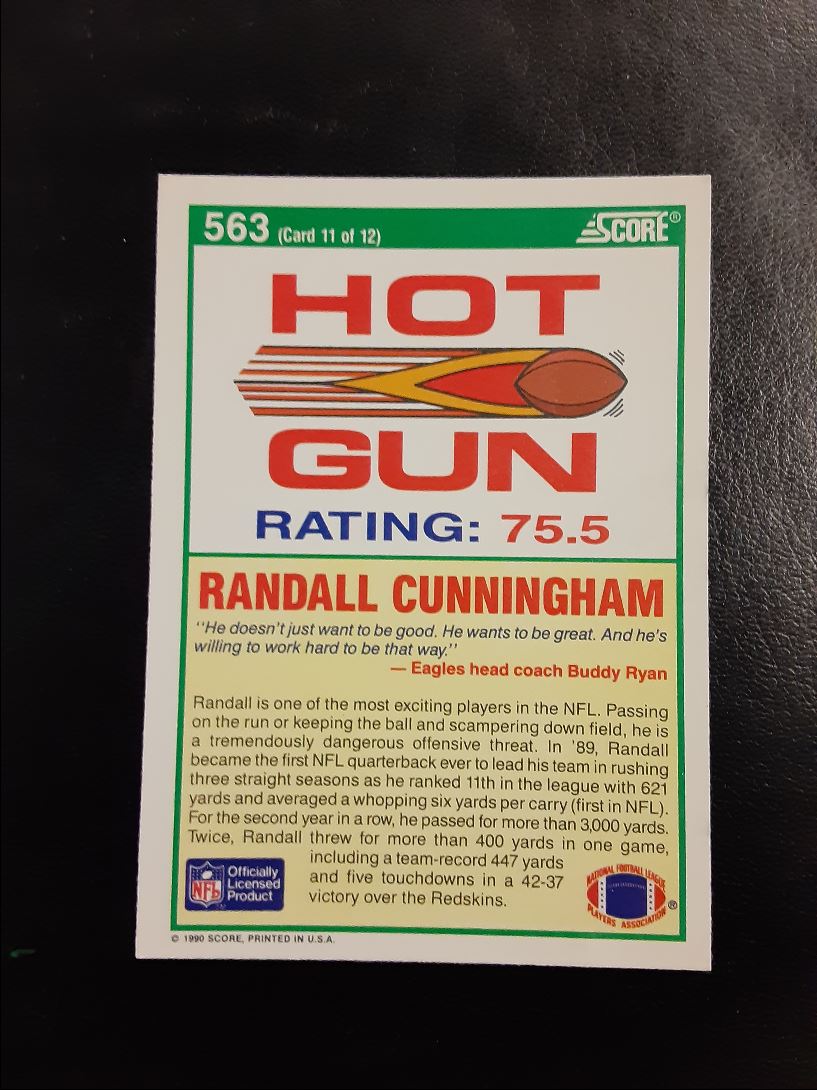 563 (Card 11 of 12)
SCORE®
HOT
GUN
RATING: 75.5
RANDALL CUNNINGHAM
"He doesn't just want to be good. He wants to be great. And he's
willing to work hard to be that way."
— Eagles head coach Buddy Ryan
Randall is one of the most exciting players in the NFL. Passing
on the run or keeping the ball and scampering down field, he is
a tremendously dangerous offensive threat. In '89, Randall
became the first NFL quarterback ever to lead his team in rushing
three straight seasons as he ranked 11th in the league with 621
yards and averaged a whopping six yards per carry (first in NFL).
For the second year in a row, he passed for more than 3,000 yards.
Twice, Randall threw for more than 400 yards in one game,
including a team-record 447 yards
and five touchdowns in a 42-37
victory over the Redskins.
NFL
Officially
Licensed
Product
NATIONAL FOOTBALL LEAGUE
PLAYERS ASSOCIATION
®
© 1990 SCORE, PRINTED IN U.S.A.